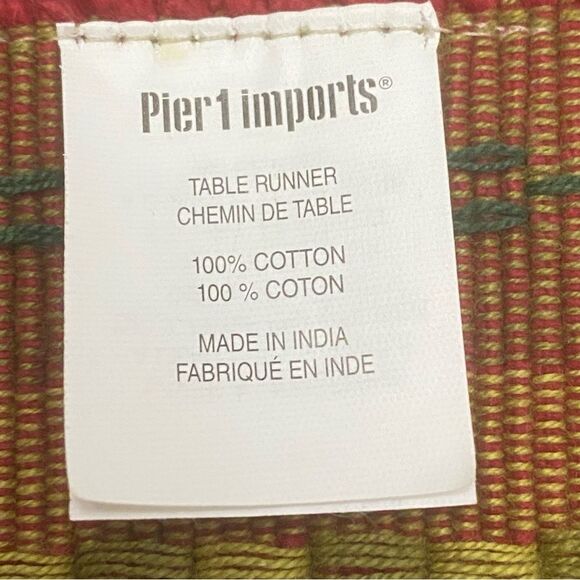 Pier1 imports®
TABLE RUNNER
CHEMIN DE TABLE
100% COTTON
100 % COTON
MADE IN INDIA
FABRIQUÉ EN INDE